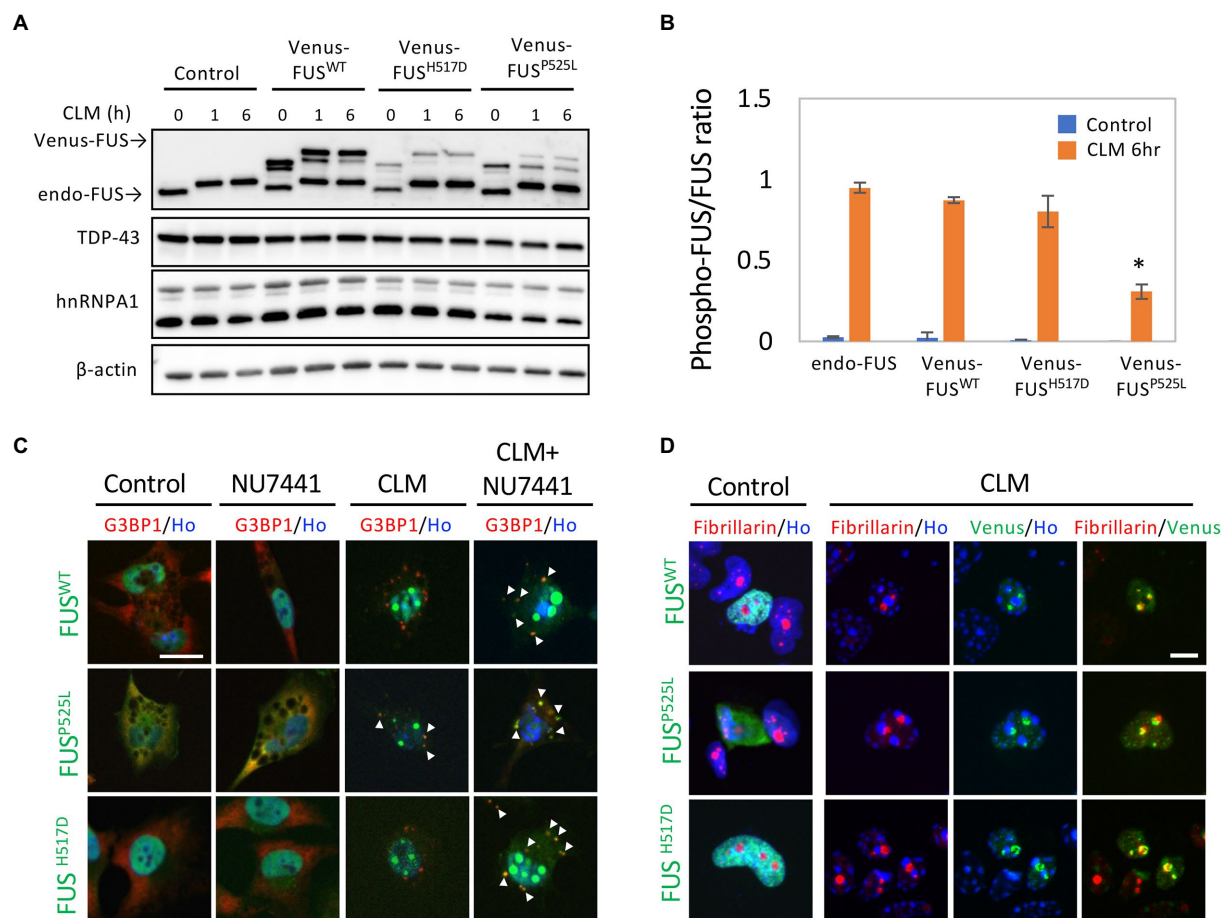 A
Control
Venus-
FUSWT
Venus-
FUSH517D
Venus-
FUSP525L
CLM (h)
0 1 6 0 1 6 0 1 6 0 1 6
Venus-FUS→
endo-FUS→
TDP-43
hnRNPA1
β-actin
B
Phospho-FUS/FUS ratio
1.5
1
0.5
0
Control
CLM 6hr
*
endo-FUS
Venus-
FUSWT
Venus-
FUSH517D
Venus-
FUSP525L
C
Control
NU7441
CLM
CLM+
NU7441
G3BP1/Ho
G3BP1/Ho
G3BP1/Ho
G3BP1/Ho
FUSWT
FUSP525L
FUS H517D
D
Control
CLM
Fibrillarin/Ho
Fibrillarin/Ho
Venus/Ho
Fibrillarin/Venus
FUSWT
FUSP525L
FUS H517D